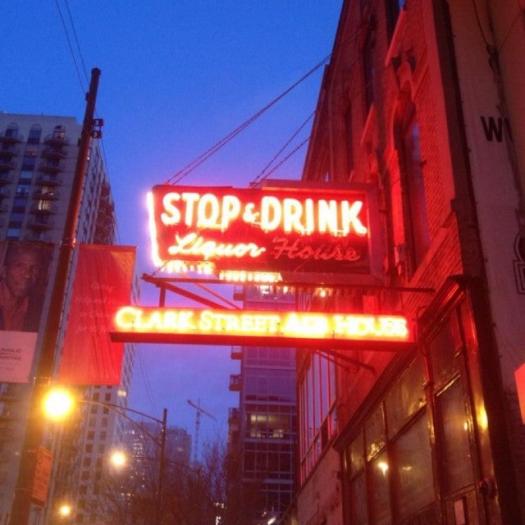 STOP & DRINK
Liquor House
CLARK STREET ALE HOUSE
W